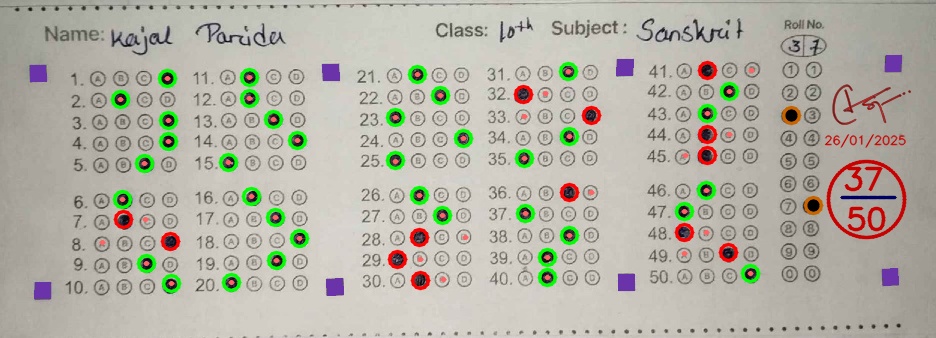 Name: Kajal Parida
Class: 10th Subject: Sanskrit
Roll No.
37
1. A B C
2. A C D
3. A B C
4. A B C
5. A B D
6. A C D
7. A D
8. B C
9. A B D
10. A B C
11. A C D
12. A C D
13. A B D
14. A B C
15. B C D
16. A C D
17. A B D
18. A B C
19. A B D
20. B C D
21. A C D
22. A B D
23. B C D
24. A B C
25. B C D
26. A C D
27. A B D
28. A C
29. C D
30. A D
31. A B D
32. C D
33. B C
34. A B D
35. B C D
36. A B
37. B C D
38. A B D
39. A C D
40. A C D
41. A C
42. A B D
43. A C D
44. A D
45. C D
46. A C D
47. B C D
48. C D
49. B D
50. A B C
1 1
2 2
3
4 4
5 5
6 6
7
8 8
9 9
0 0
26/01/2025
37
50